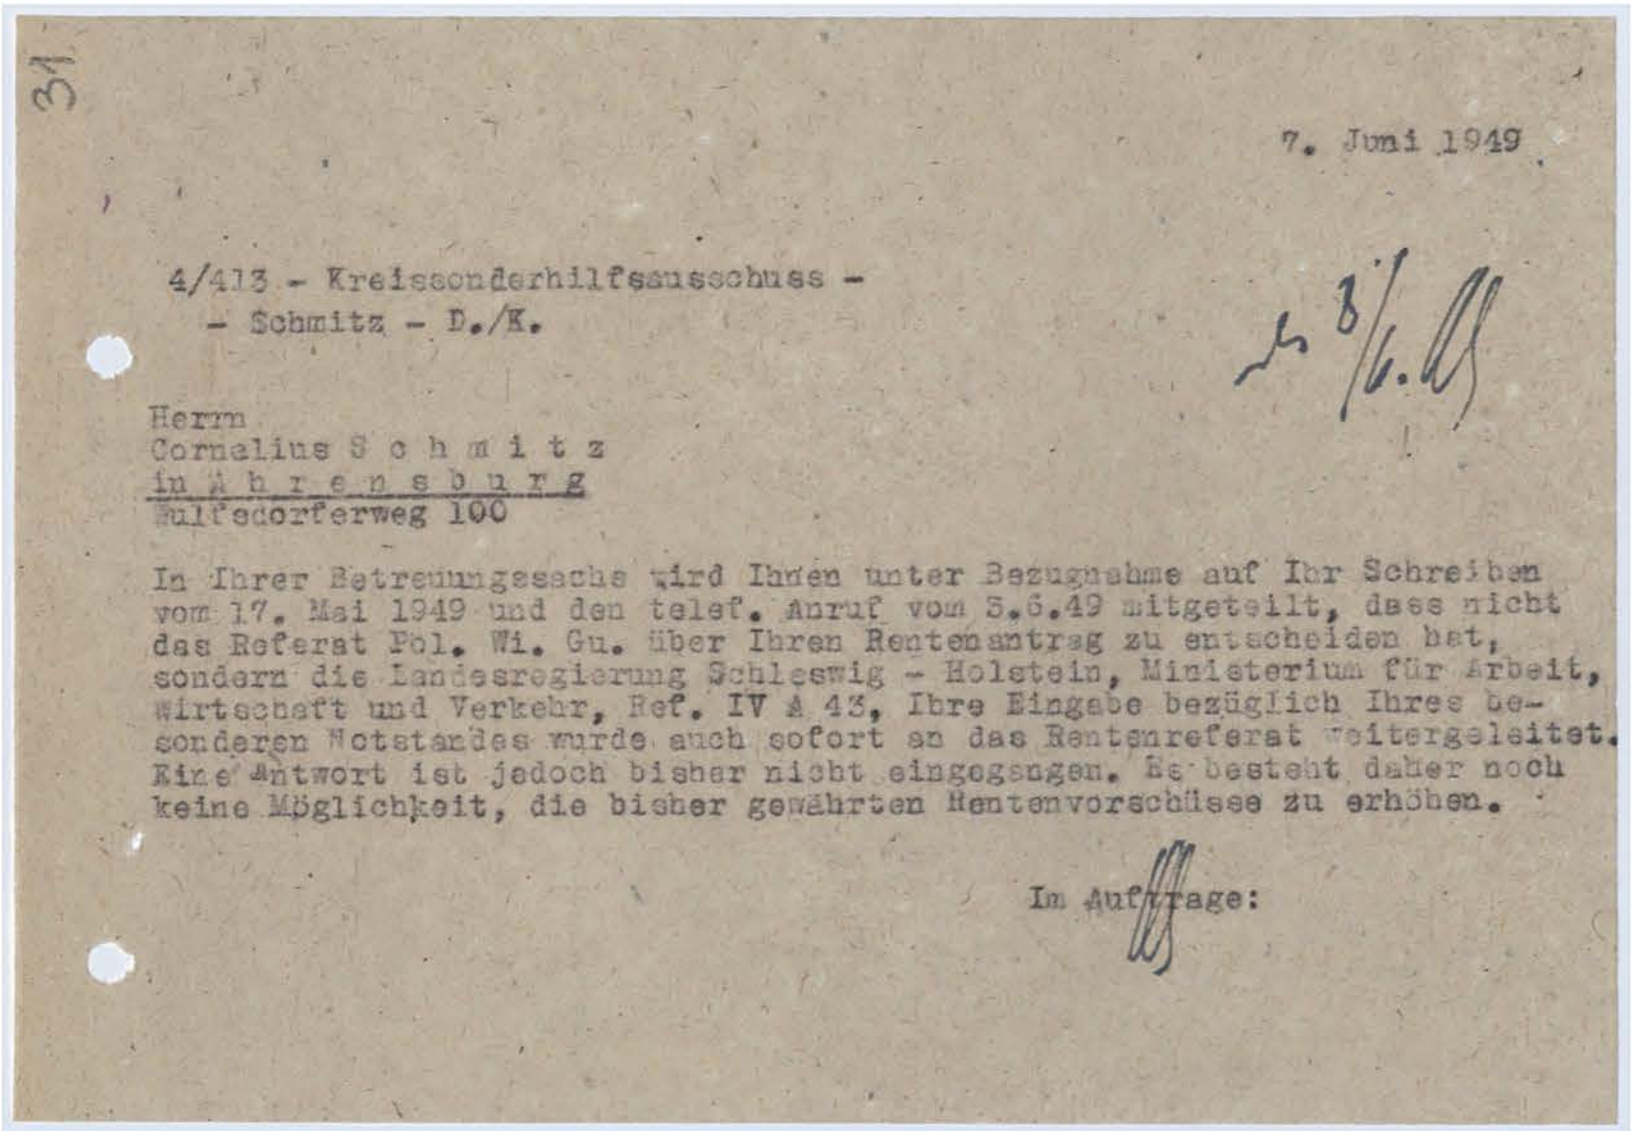 31
7. Juni 1949
4/413 - Kreissonderhilfsausschuss -
- Schmitz - D./K.
8/6.
Herrn
Cornelius S c h m i t z
in A h r e n s b u r g
Wulfsdorferweg 100
In Ihrer Betreuungssache wird Ihnen unter Bezugnahme auf Ihr Schreiben
vom 17. Mai 1949 und den telef. Anruf vom 3.6.49 mitgeteilt, dass nicht
das Referat Pol. Wi. Gu. über Ihren Rentenantrag zu entscheiden hat,
sondern die Landesregierung Schleswig - Holstein, Ministerium für Arbeit,
Wirtschaft und Verkehr, Ref. IV A 43, Ihre Eingabe bezüglich Ihres be-
sonderen Notstandes wurde auch sofort an das Rentenreferat weitergeleitet.
Eine Antwort ist jedoch bisher nicht eingegangen. Es besteht daher noch
keine Möglichkeit, die bisher gewährten Rentenvorschüsse zu erhöhen.
Im Auftrage: